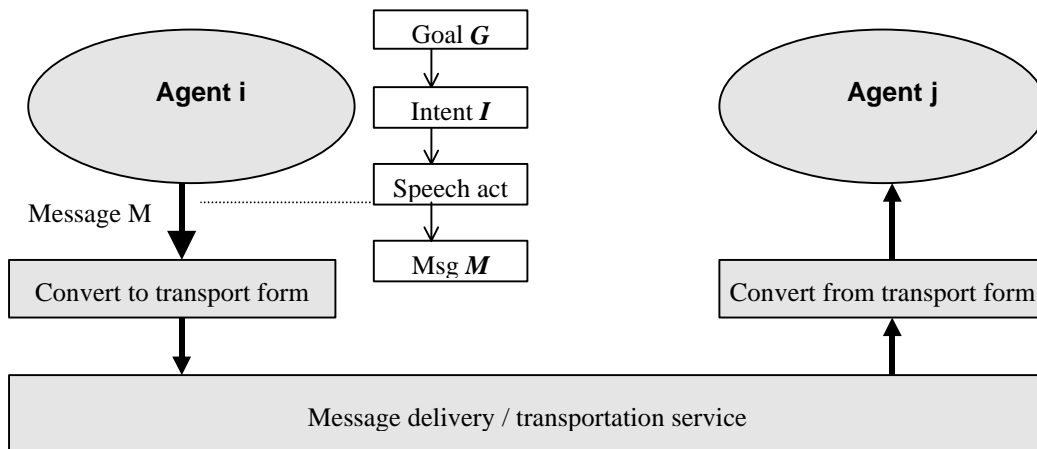 Goal G
Agent i
Agent j
Intent I
Speech act
Message M
Msg M
Convert to transport form
Convert from transport form
Message delivery / transportation service